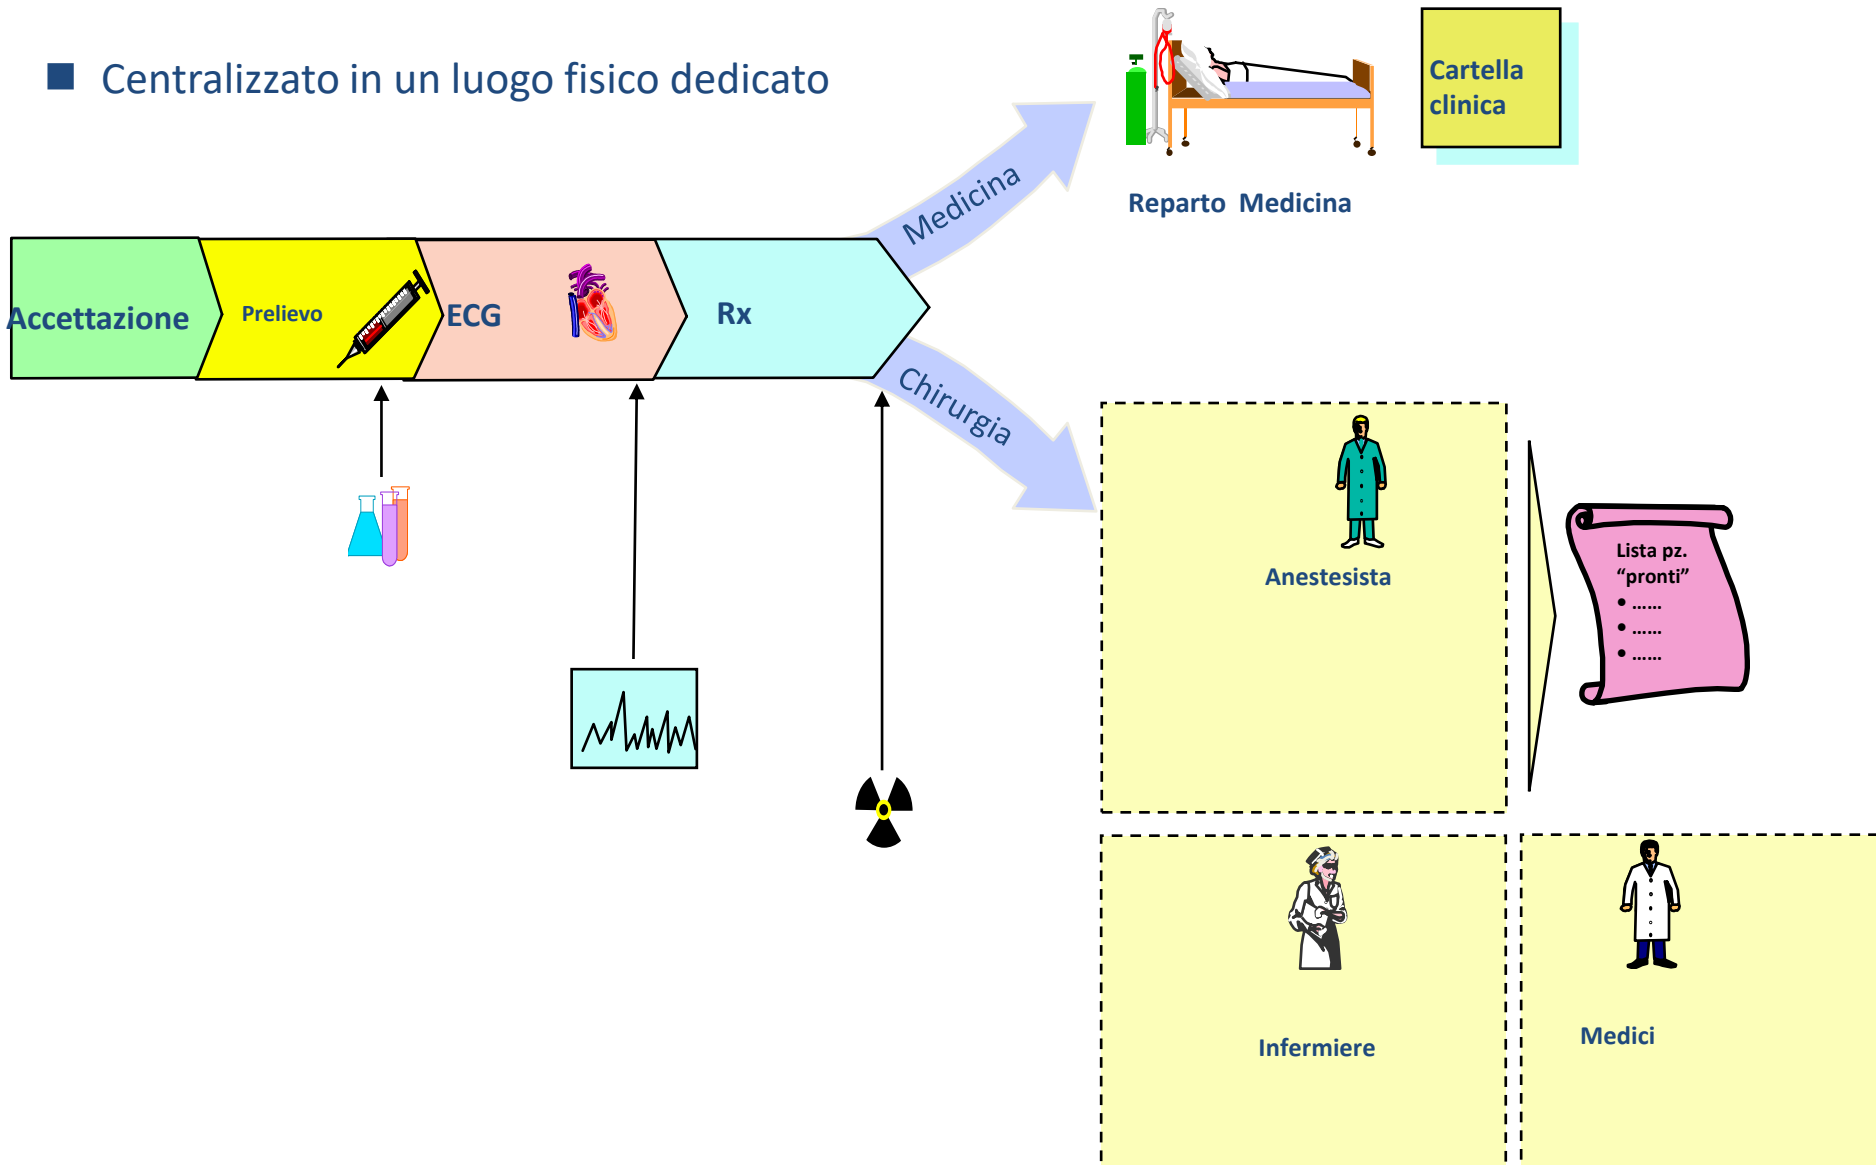 ■ Centralizzato in un luogo fisico dedicato
Cartella
clinica
Medicina
Reparto Medicina
Accettazione
Prelievo
ECG
Rx
Chirurgia
Anestesista
Lista pz.
“pronti”
• ......
• ......
• ......
Infermiere
Medici